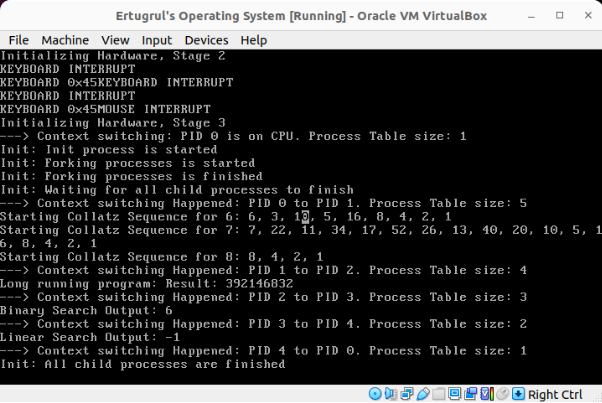 Ertugrul's Operating System [Running] - Oracle VM VirtualBox
File Machine View Input Devices Help
Initializing Hardware, Stage 2
KEYBOARD INTERRUPT
KEYBOARD 0x45KEYBOARD INTERRUPT
KEYBOARD INTERRUPT
KEYBOARD 0x45MOUSE INTERRUPT
Initializing Hardware, Stage 3
---> Context switching: PID 0 is on CPU. Process Table size: 1
Init: Init process is started
Init: Forking processes is started
Init: Forking processes is finished
Init: Waiting for all child processes to finish
---> Context switching Happened: PID 0 to PID 1. Process Table size: 5
Starting Collatz Sequence for 6: 6, 3, 10, 5, 16, 8, 4, 2, 1
Starting Collatz Sequence for 7: 7, 22, 11, 34, 17, 52, 26, 13, 40, 20, 10, 5, 1
6, 8, 4, 2, 1
Starting Collatz Sequence for 8: 8, 4, 2, 1
---> Context switching Happened: PID 1 to PID 2. Process Table size: 4
Long running program: Result: 392146832
---> Context switching Happened: PID 2 to PID 3. Process Table size: 3
Binary Search Output: 6
---> Context switching Happened: PID 3 to PID 4. Process Table size: 2
Linear Search Output: -1
---> Context switching Happened: PID 4 to PID 0. Process Table size: 1
Init: All child processes are finished
Right Ctrl